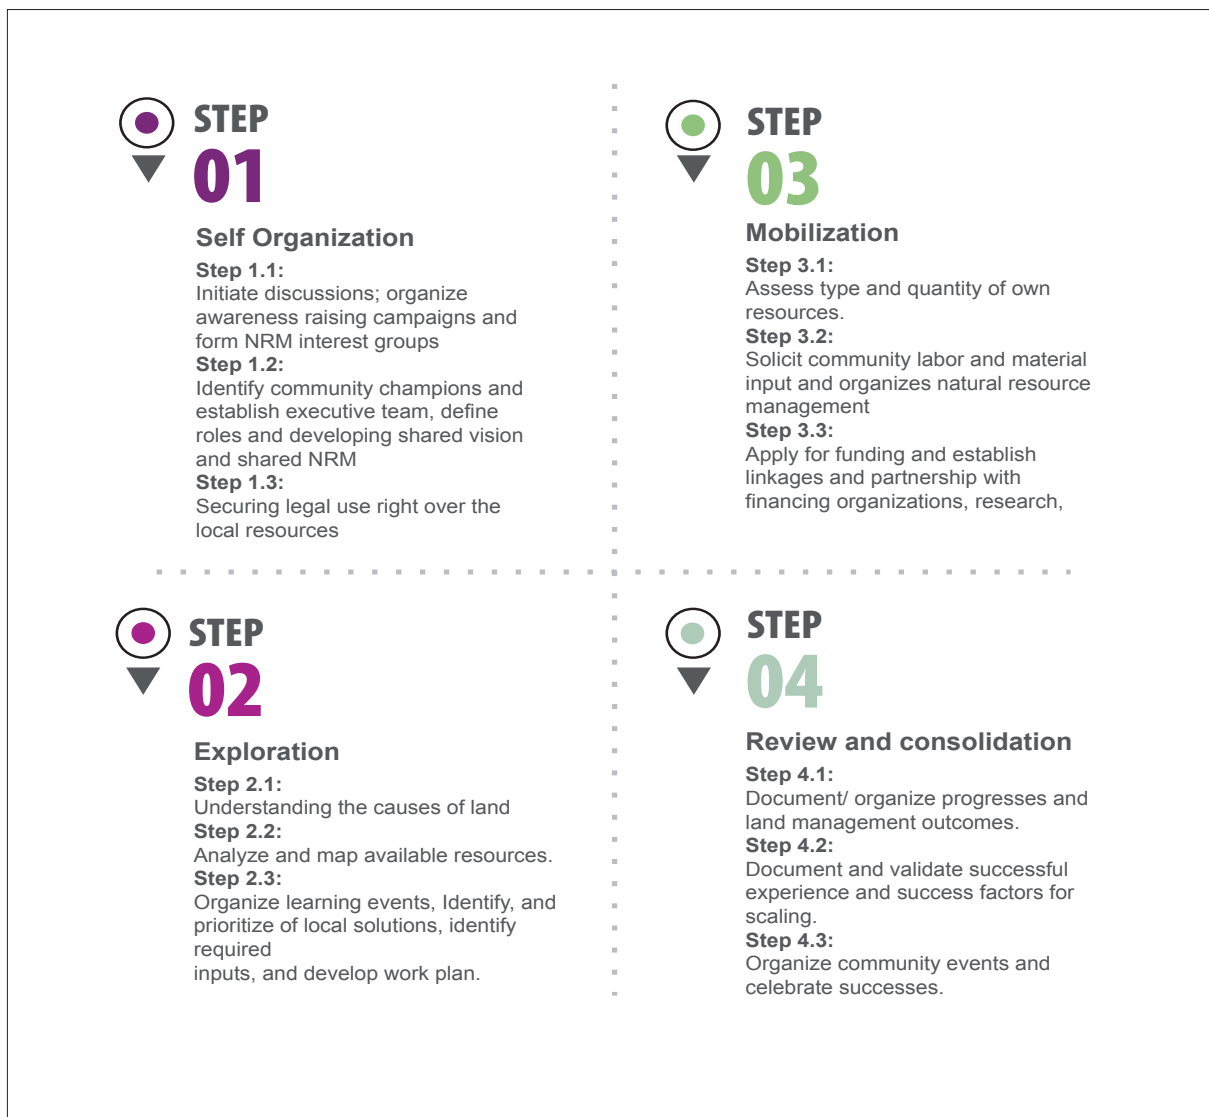 STEP
01
Self Organization
Step 1.1:
Initiate discussions; organize
awareness raising campaigns and
form NRM interest groups
Step 1.2:
Identify community champions and
establish executive team, define
roles and developing shared vision
and shared NRM
Step 1.3:
Securing legal use right over the
local resources
STEP
02
Exploration
Step 2.1:
Understanding the causes of land
Step 2.2:
Analyze and map available resources.
Step 2.3:
Organize learning events, Identify, and
prioritize of local solutions, identify
required
inputs, and develop work plan.
STEP
03
Mobilization
Step 3.1:
Assess type and quantity of own
resources.
Step 3.2:
Solicit community labor and material
input and organizes natural resource
management
Step 3.3:
Apply for funding and establish
linkages and partnership with
financing organizations, research,
STEP
04
Review and consolidation
Step 4.1:
Document/ organize progresses and
land management outcomes.
Step 4.2:
Document and validate successful
experience and success factors for
scaling.
Step 4.3:
Organize community events and
celebrate successes.